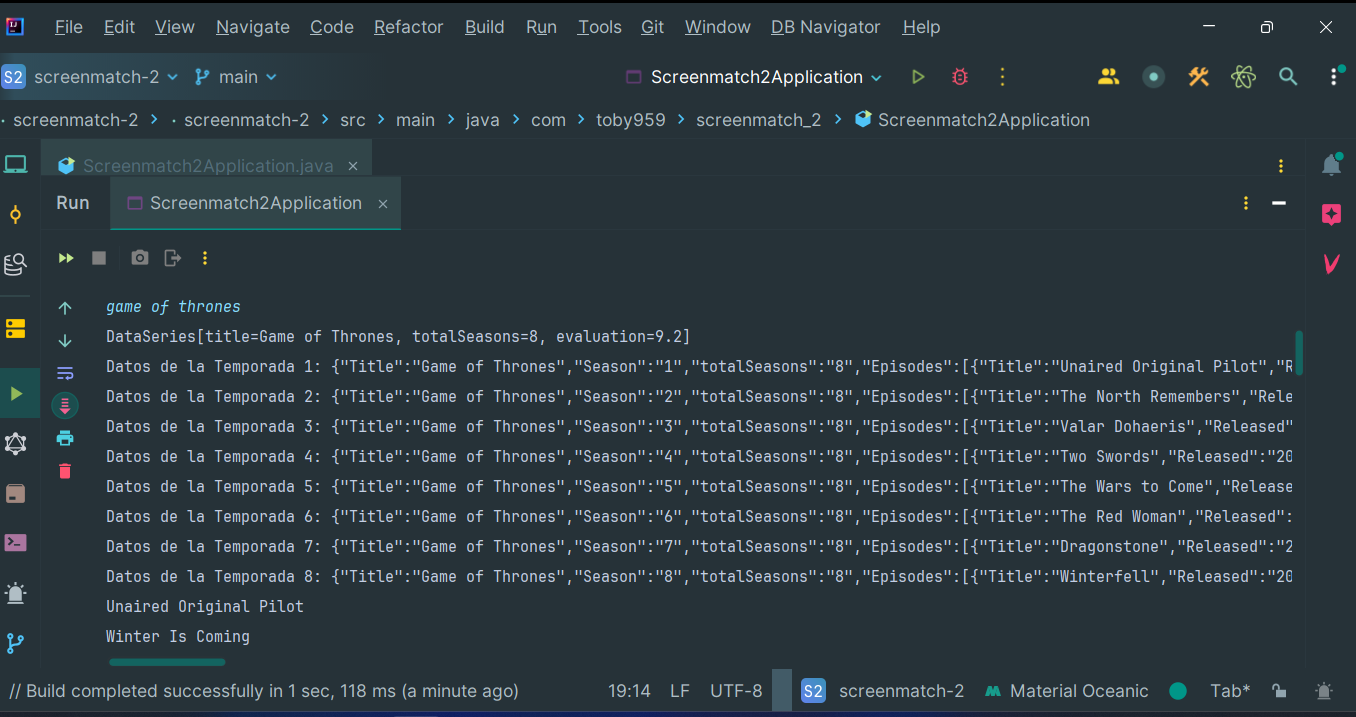 File Edit View Navigate Code Refactor Build Run Tools Git Window DB Navigator Help
S2 screenmatch-2 main Screenmatch2Application
screenmatch-2 screenmatch-2 src main java com toby959 screenmatch_2 Screenmatch2Application
Screenmatch2Application.java
Run Screenmatch2Application
game of thrones
DataSeries[title=Game of Thrones, totalSeasons=8, evaluation=9.2]
Datos de la Temporada 1: {"Title":"Game of Thrones","Season":"1","totalSeasons":"8","Episodes":[{"Title":"Unaired Original Pilot","R
Datos de la Temporada 2: {"Title":"Game of Thrones","Season":"2","totalSeasons":"8","Episodes":[{"Title":"The North Remembers","Rele
Datos de la Temporada 3: {"Title":"Game of Thrones","Season":"3","totalSeasons":"8","Episodes":[{"Title":"Valar Dohaeris","Released"
Datos de la Temporada 4: {"Title":"Game of Thrones","Season":"4","totalSeasons":"8","Episodes":[{"Title":"Two Swords","Released":"20
Datos de la Temporada 5: {"Title":"Game of Thrones","Season":"5","totalSeasons":"8","Episodes":[{"Title":"The Wars to Come","Release
Datos de la Temporada 6: {"Title":"Game of Thrones","Season":"6","totalSeasons":"8","Episodes":[{"Title":"The Red Woman","Released":
Datos de la Temporada 7: {"Title":"Game of Thrones","Season":"7","totalSeasons":"8","Episodes":[{"Title":"Dragonstone","Released":"2
Datos de la Temporada 8: {"Title":"Game of Thrones","Season":"8","totalSeasons":"8","Episodes":[{"Title":"Winterfell","Released":"20
Unaired Original Pilot
Winter Is Coming
// Build completed successfully in 1 sec, 118 ms (a minute ago) 19:14 LF UTF-8 S2 screenmatch-2 Material Oceanic Tab*